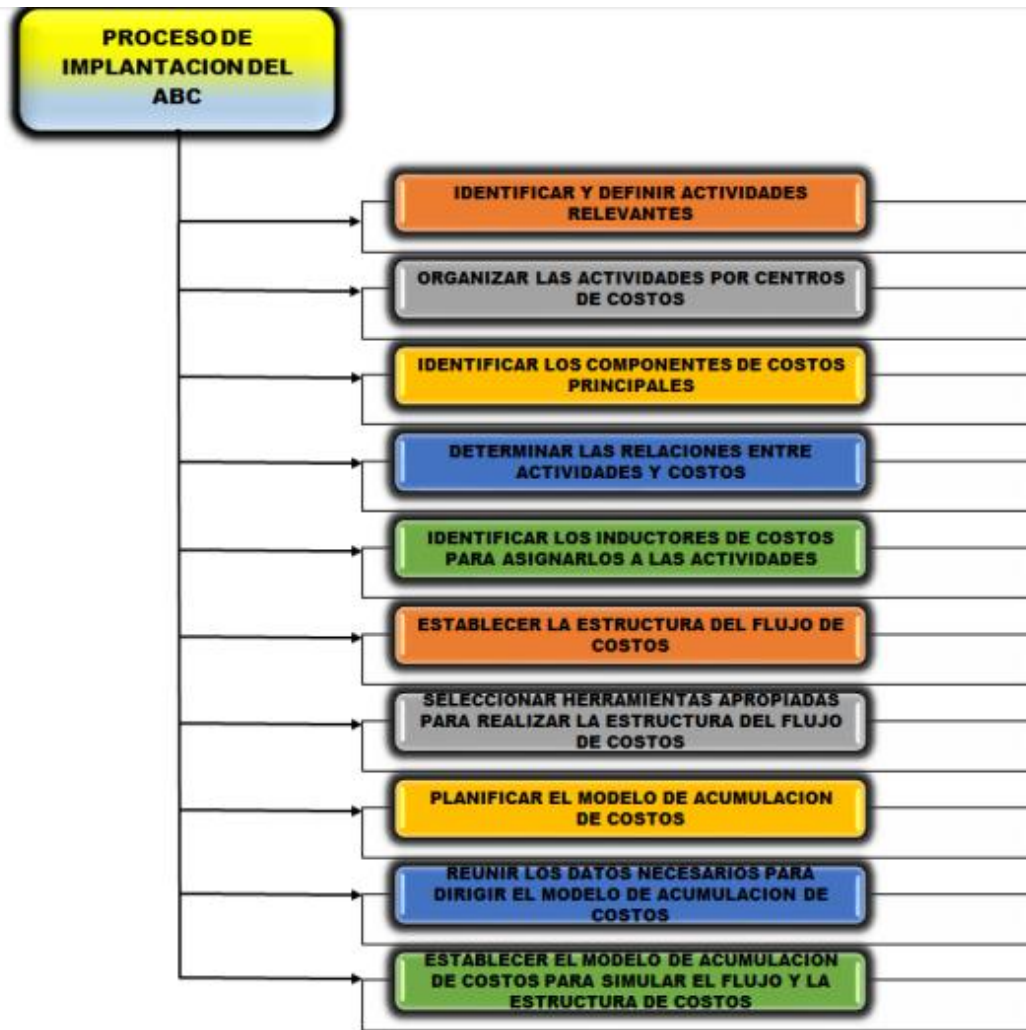 PROCESO DE
IMPLANTACION DEL
ABC
IDENTIFICAR Y DEFINIR ACTIVIDADES
RELEVANTES
ORGANIZAR LAS ACTIVIDADES POR CENTROS
DE COSTOS
IDENTIFICAR LOS COMPONENTES DE COSTOS
PRINCIPALES
DETERMINAR LAS RELACIONES ENTRE
ACTIVIDADES Y COSTOS
IDENTIFICAR LOS INDUCTORES DE COSTOS
PARA ASIGNARLOS A LAS ACTIVIDADES
ESTABLECER LA ESTRUCTURA DEL FLUJO DE
COSTOS
SELECCIONAR HERRAMIENTAS APROPIADAS
PARA REALIZAR LA ESTRUCTURA DEL FLUJO
DE COSTOS
PLANIFICAR EL MODELO DE ACUMULACION
DE COSTOS
REUNIR LOS DATOS NECESARIOS PARA
DIRIGIR EL MODELO DE ACUMULACION DE
COSTOS
ESTABLECER EL MODELO DE ACUMULACION
DE COSTOS PARA SIMULAR EL FLUJO Y LA
ESTRUCTURA DE COSTOS